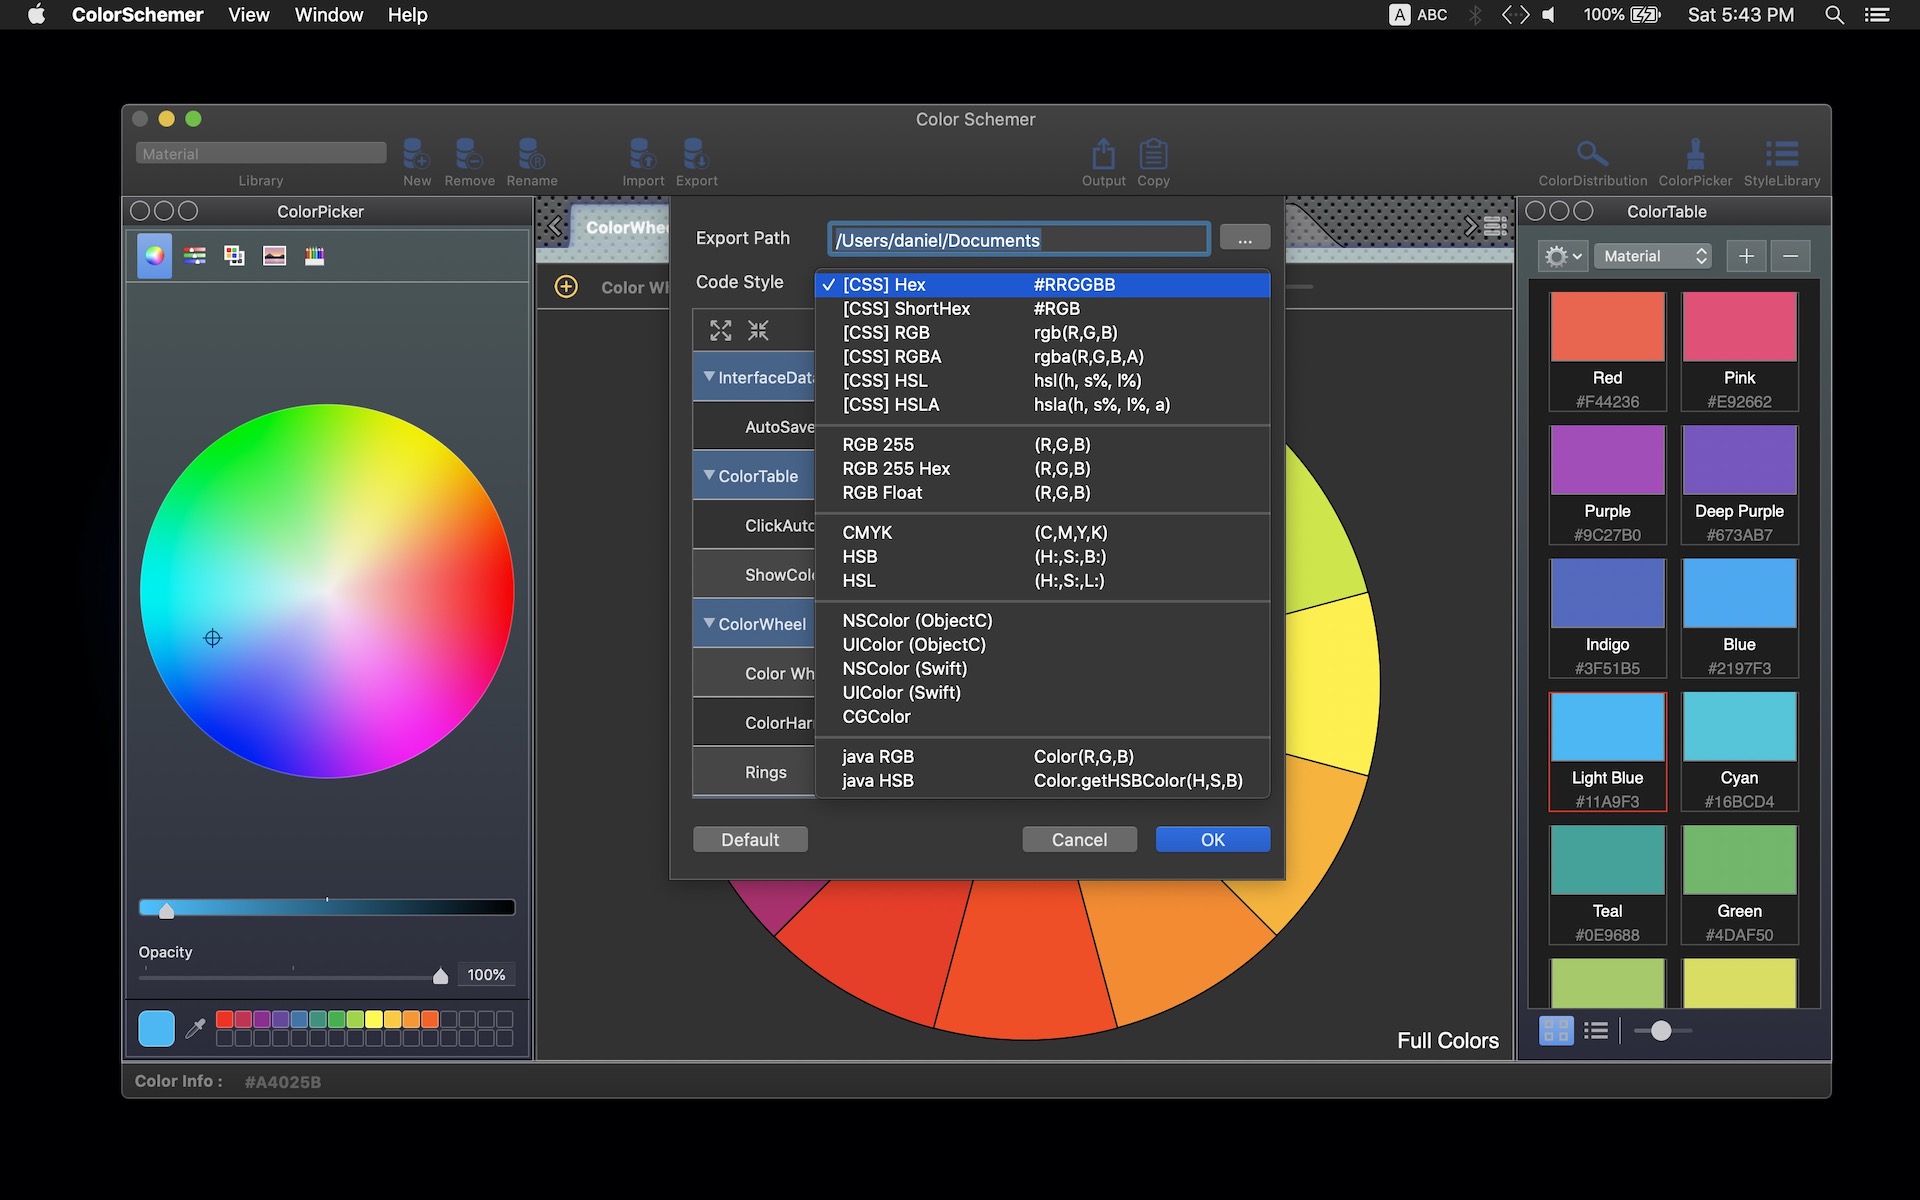 ColorSchemer View Window Help
A ABC 100% Sat 5:43 PM
Color Schemer
Material
Library New Remove Rename Import Export Output Copy ColorDistribution ColorPicker StyleLibrary
ColorPicker
ColorWhe
Color Wh
Export Path /Users/daniel/Documents ...
Code Style
✓ [CSS] Hex #RRGGBB
[CSS] ShortHex #RGB
[CSS] RGB rgb(R,G,B)
[CSS] RGBA rgba(R,G,B,A)
[CSS] HSL hsl(h, s%, l%)
[CSS] HSLA hsla(h, s%, l%, a)
RGB 255 (R,G,B)
RGB 255 Hex (R,G,B)
RGB Float (R,G,B)
CMYK (C,M,Y,K)
HSB (H:,S:,B:)
HSL (H:,S:,L:)
NSColor (ObjectC)
UIColor (ObjectC)
NSColor (Swift)
UIColor (Swift)
CGColor
java RGB Color(R,G,B)
java HSB Color.getHSBColor(H,S,B)
InterfaceData
AutoSave
ColorTable
ClickAuto
ShowColo
ColorWheel
Color Wh
ColorHar
Rings
Default Cancel OK
Full Colors
ColorTable
Material + −
Red Pink
#F44236 #E92662
Purple Deep Purple
#9C27B0 #673AB7
Indigo Blue
#3F51B5 #2197F3
Light Blue Cyan
#11A9F3 #16BCD4
Teal Green
#0E9688 #4DAF50
Opacity
100%
Color Info : #A4025B